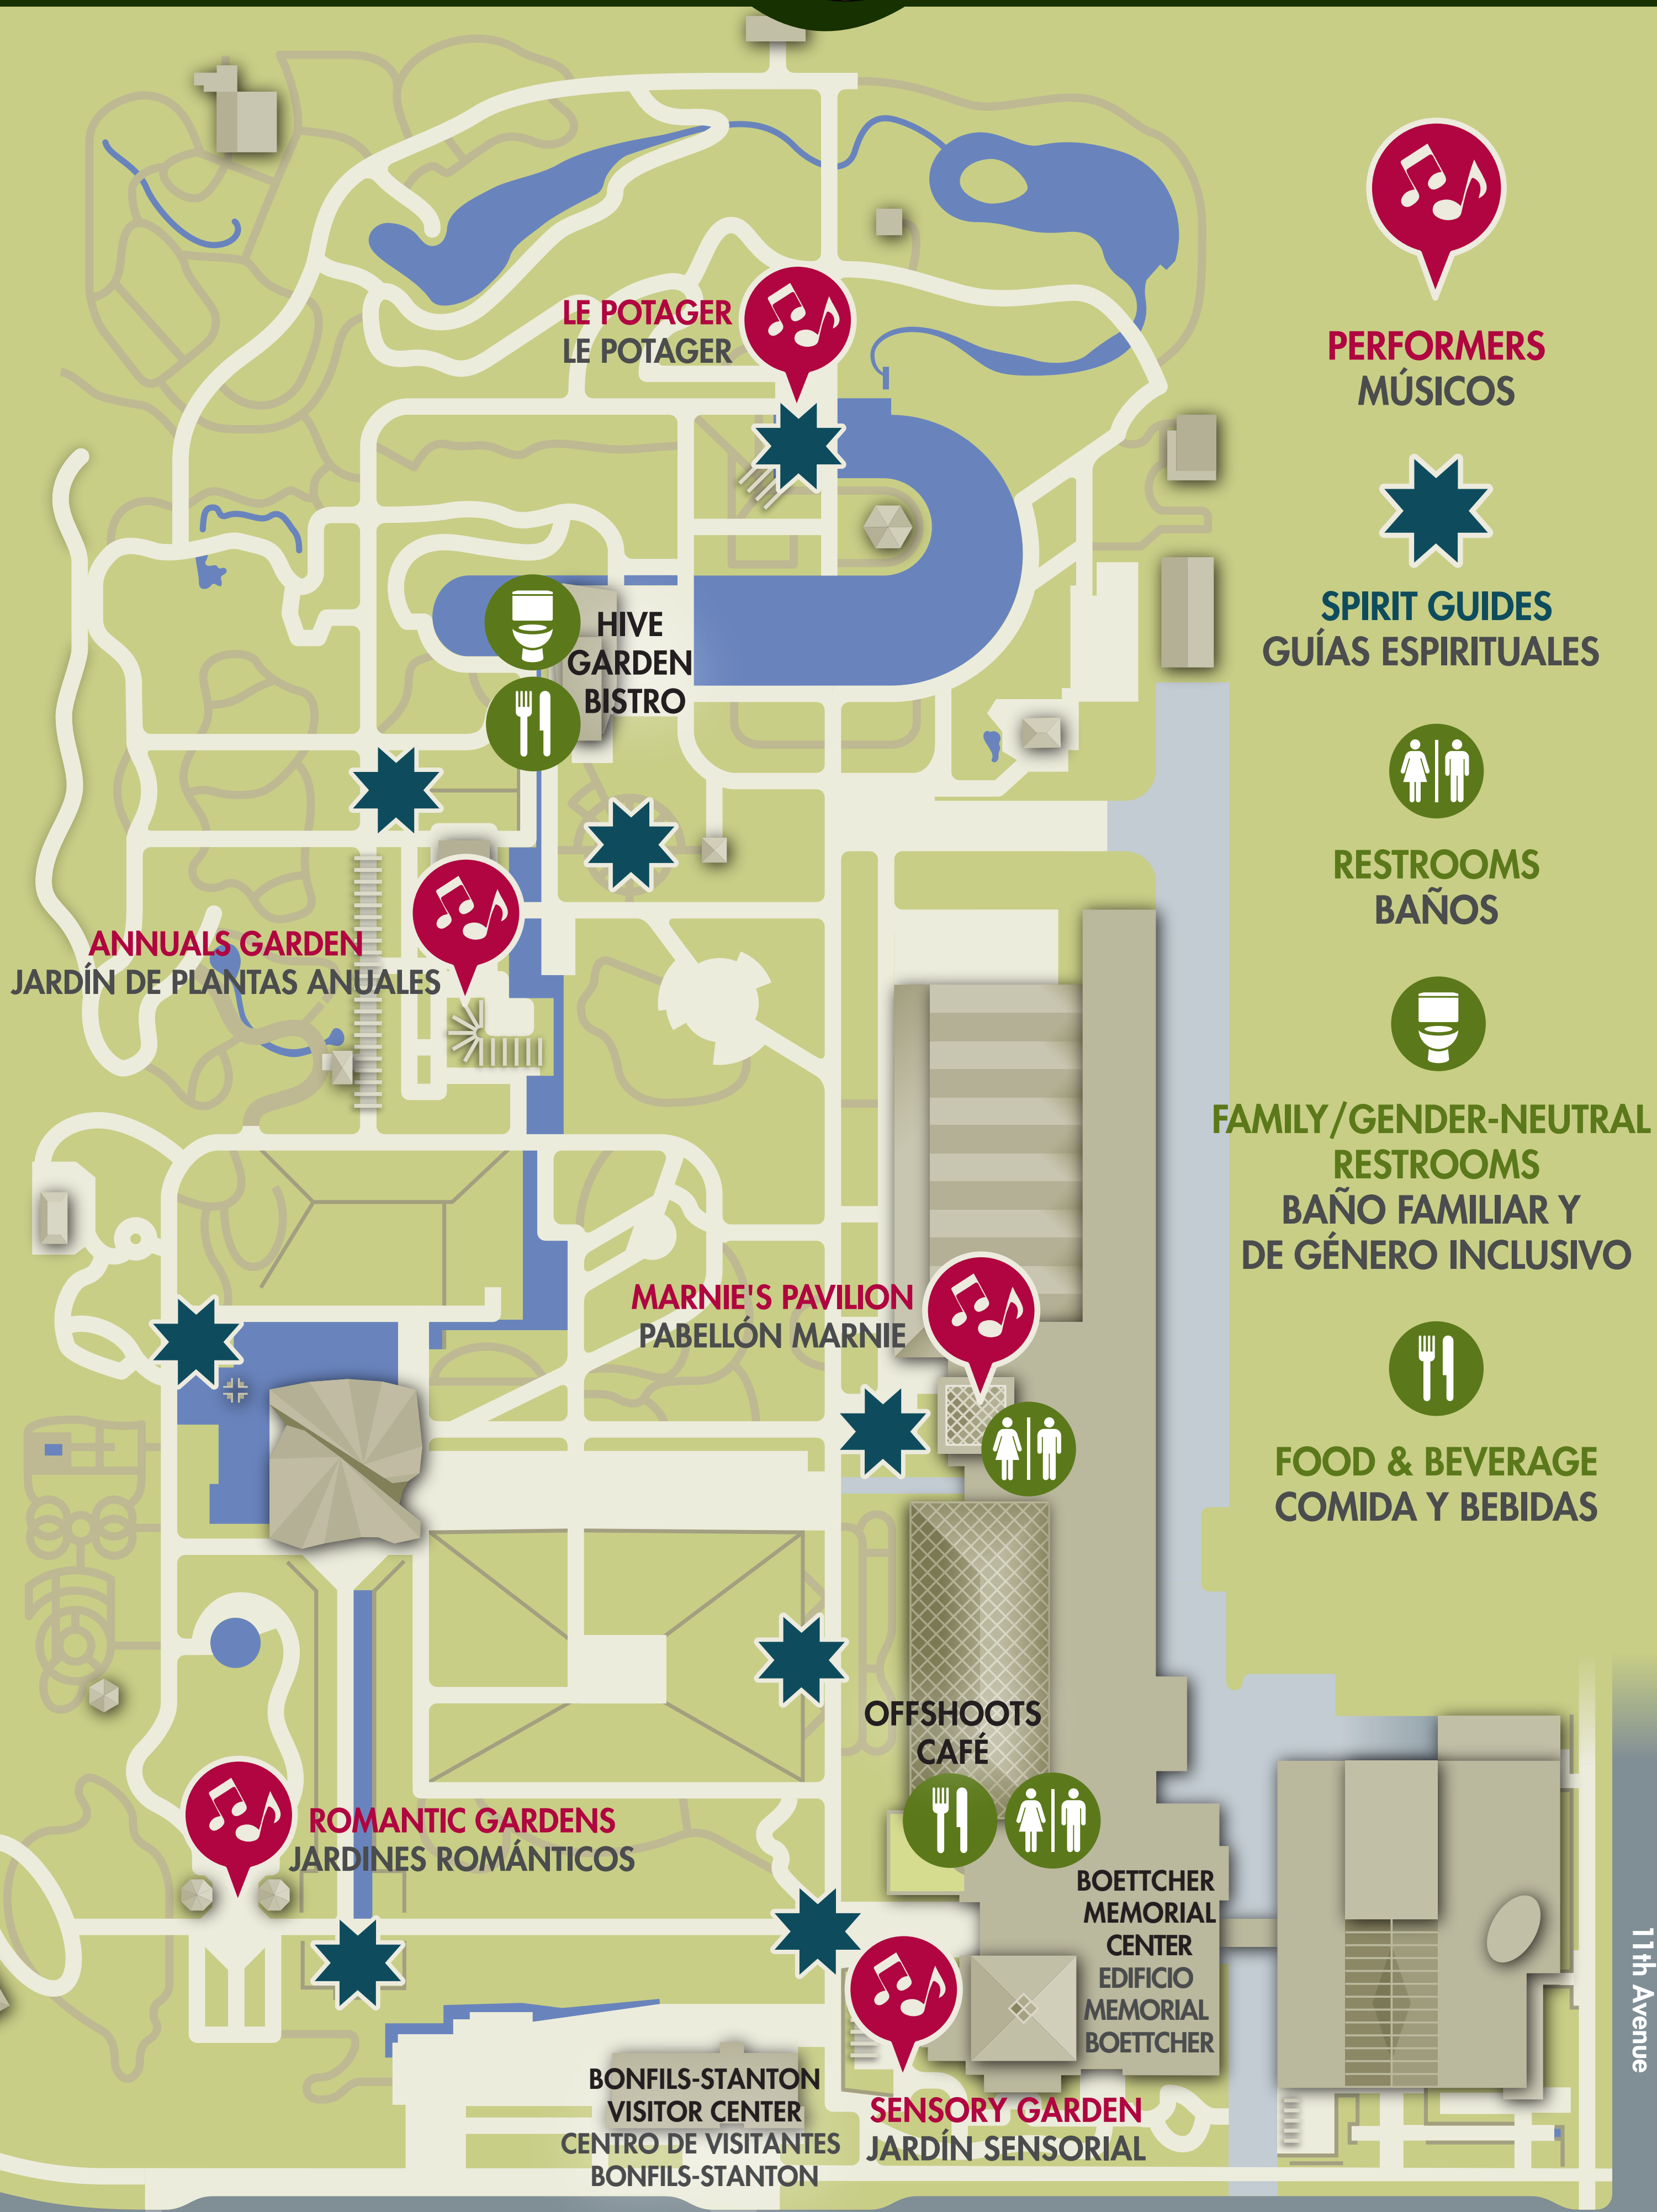 LE POTAGER
LE POTAGER
HIVE
GARDEN
BISTRO
ANNUALS GARDEN
JARDÍN DE PLANTAS ANUALES
MARNIE'S PAVILION
PABELLÓN MARNIE
OFFSHOOTS
CAFÉ
ROMANTIC GARDENS
JARDINES ROMÁNTICOS
BOETTCHER
MEMORIAL
CENTER
EDIFICIO
MEMORIAL
BOETTCHER
BONFILS-STANTON
VISITOR CENTER
CENTRO DE VISITANTES
BONFILS-STANTON
SENSORY GARDEN
JARDÍN SENSORIAL
PERFORMERS
MÚSICOS
SPIRIT GUIDES
GUÍAS ESPIRITUALES
RESTROOMS
BAÑOS
FAMILY/GENDER-NEUTRAL
RESTROOMS
BAÑO FAMILIAR Y
DE GÉNERO INCLUSIVO
FOOD & BEVERAGE
COMIDA Y BEBIDAS
11th Avenue